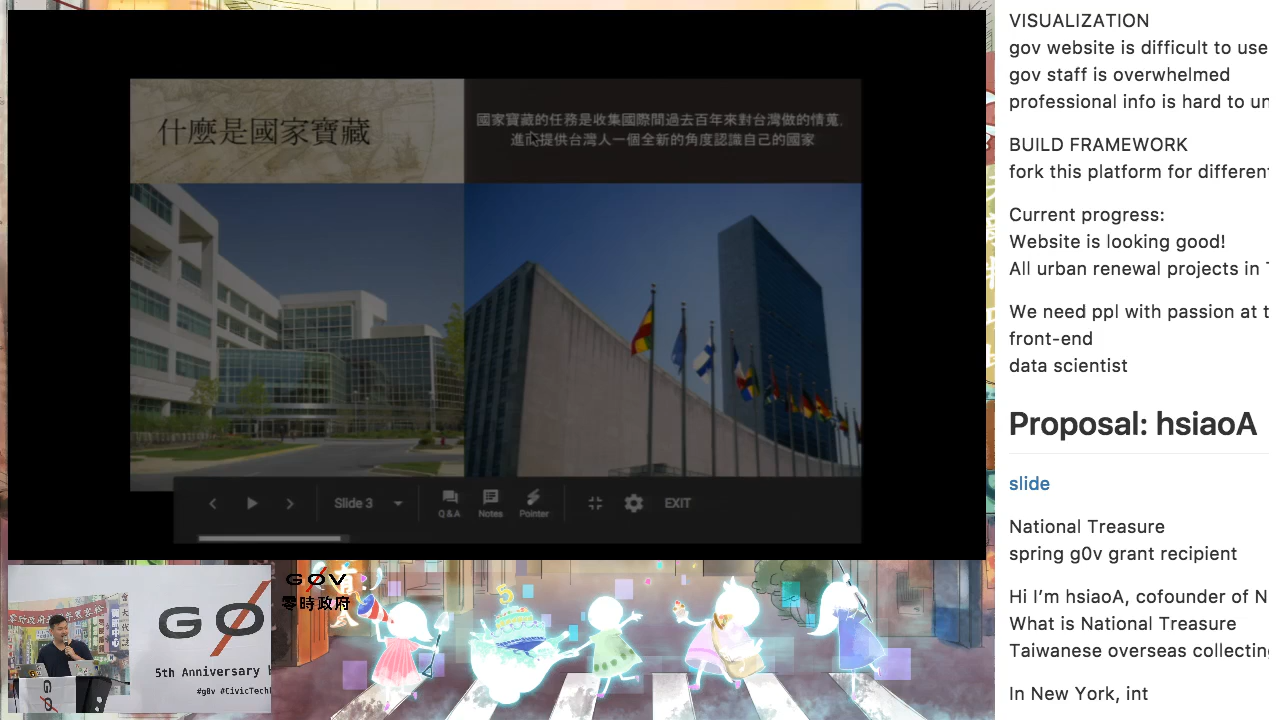 什麼是國家寶藏
國家寶藏的任務是收集國際間過去百年來對台灣做的情蒐,
進而提供台灣人一個全新的角度認識自己的國家
Slide 3
Q&A
Notes
Pointer
EXIT
G0V
零時政府
5
G0
5th Anniversary
#g0v #CivicTech
VISUALIZATION
gov website is difficult to use
gov staff is overwhelmed
professional info is hard to un
BUILD FRAMEWORK
fork this platform for different
Current progress:
Website is looking good!
All urban renewal projects in T
We need ppl with passion at t
front-end
data scientist
Proposal: hsiaoA
slide
National Treasure
spring g0v grant recipient
Hi I'm hsiaoA, cofounder of N
What is National Treasure
Taiwanese overseas collecting
In New York, int